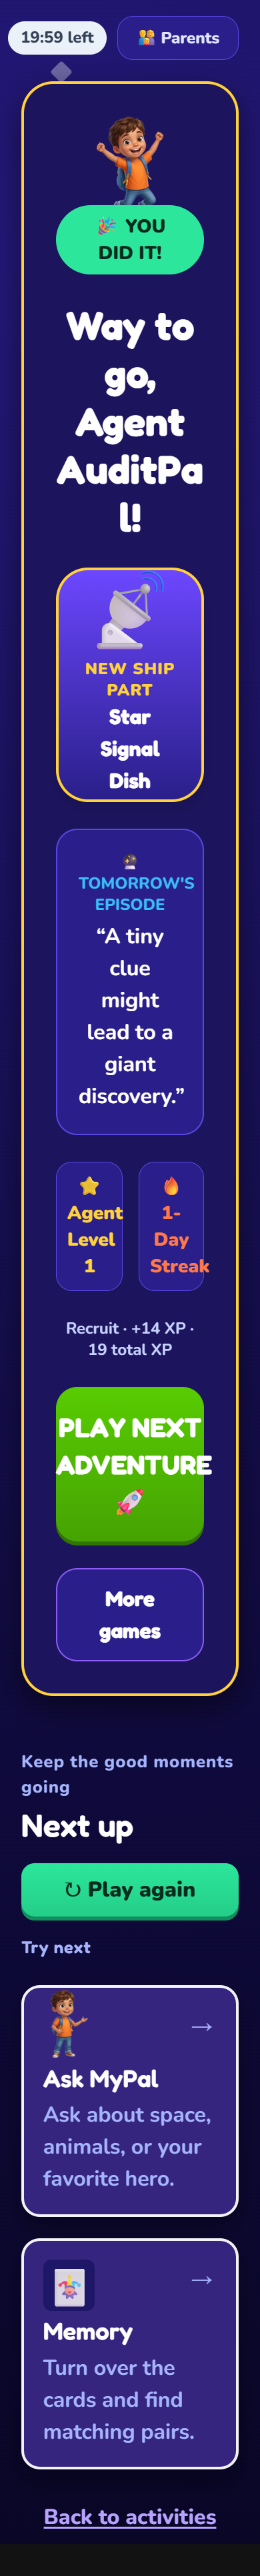 19:59 left
👨‍👩‍👧 Parents
🎉 YOU
DID IT!
Way to
go,
Agent
AuditPa
l!
NEW SHIP
PART
Star
Signal
Dish
🔮
TOMORROW'S
EPISODE
“A tiny
clue
might
lead to a
giant
discovery.”
⭐
Agent
Level
1
🔥
1-
Day
Streak
Recruit · +14 XP ·
19 total XP
PLAY NEXT
ADVENTURE
🚀
More
games
Keep the good moments
going
Next up
↻ Play again
Try next
→
Ask MyPal
Ask about space,
animals, or your
favorite hero.
→
Memory
Turn over the
cards and find
matching pairs.
Back to activities